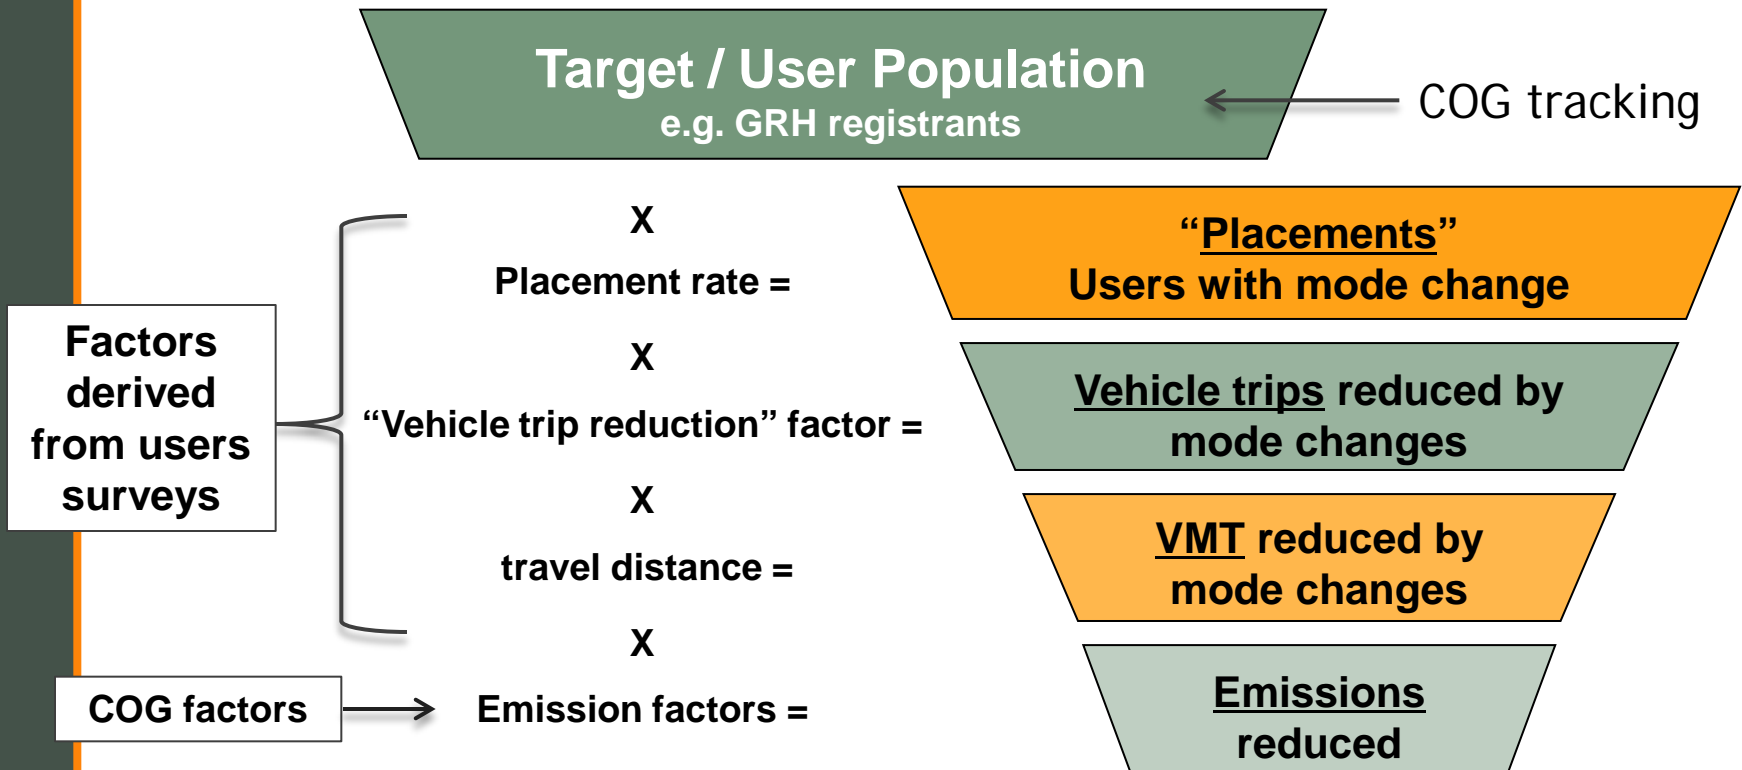 Target / User Population
e.g. GRH registrants
COG tracking
X
Placement rate =
“Placements”
Users with mode change
Factors
derived
from users
surveys
X
“Vehicle trip reduction” factor =
Vehicle trips reduced by
mode changes
X
travel distance =
VMT reduced by
mode changes
X
COG factors
Emission factors =
Emissions
reduced